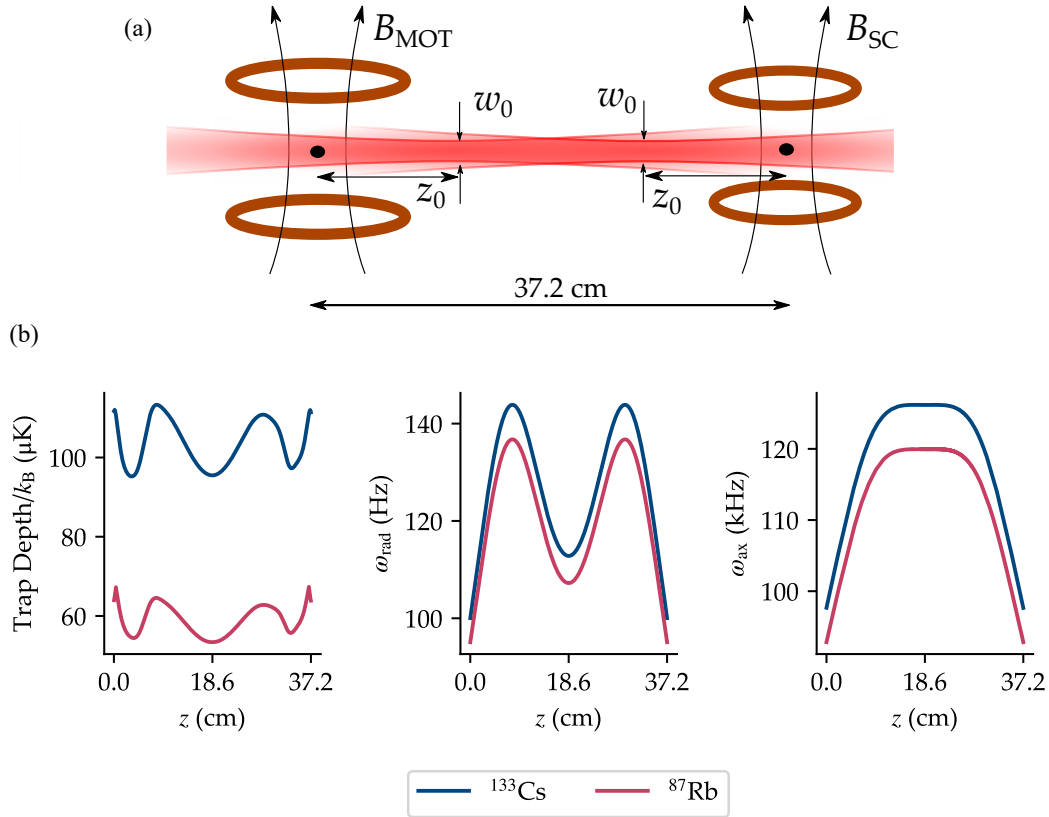 (a)
B_MOT
B_SC
w_0
w_0
z_0
z_0
37.2 cm
(b)
Trap Depth/k_B (μK)
100
80
60
0.0
18.6
37.2
z (cm)
ω_rad (Hz)
140
120
100
0.0
18.6
37.2
z (cm)
ω_ax (kHz)
120
110
100
0.0
18.6
37.2
z (cm)
¹³³Cs
⁸⁷Rb